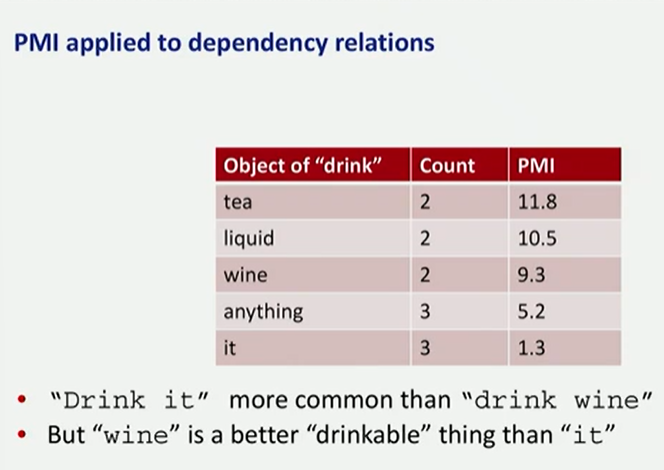 PMI applied to dependency relations
Object of “drink” Count PMI
tea 2 11.8
liquid 2 10.5
wine 2 9.3
anything 3 5.2
it 3 1.3
• “Drink it” more common than “drink wine”
• But “wine” is a better “drinkable” thing than “it”